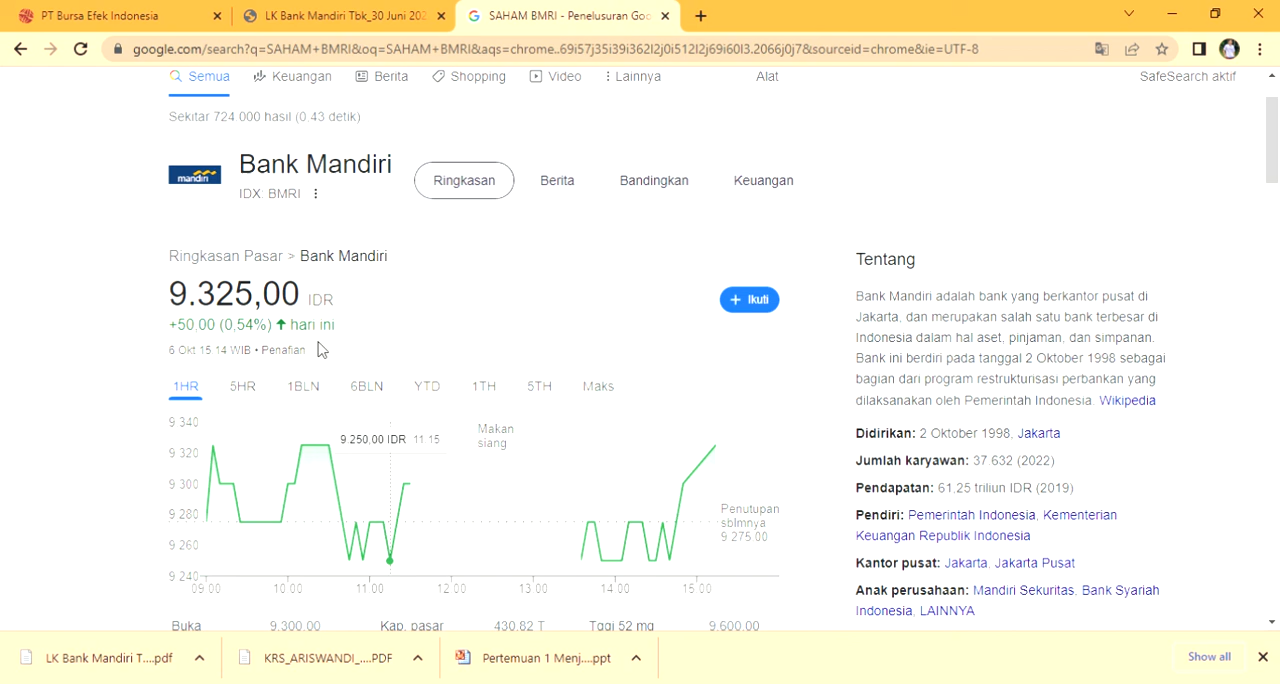 PT Bursa Efek Indonesia
LK Bank Mandiri Tbk_30 Juni 202
SAHAM BMRI - Penelusuran Goo
google.com/search?q=SAHAM+BMRI&oq=SAHAM+BMRI&aqs=chrome..69i57j35i39i362l2j0i512l2j69i60l3.2066j0j7&sourceid=chrome&ie=UTF-8
Semua Keuangan Berita Shopping Video Lainnya Alat SafeSearch aktif
Sekitar 724.000 hasil (0,43 detik)
mandiri
Bank Mandiri
IDX: BMRI
Ringkasan Berita Bandingkan Keuangan
Ringkasan Pasar > Bank Mandiri
9.325,00 IDR
+50,00 (0,54%) hari ini
6 Okt 15.14 WIB • Penafian
+ Ikuti
1HR 5HR 1BLN 6BLN YTD 1TH 5TH Maks
9.340
9.320
9.300
9.280
9.260
9.240
9.250,00 IDR 11.15
Makan
siang
Penutupan
sblmnya
9.275,00
09.00 10.00 11.00 12.00 13.00 14.00 15.00
Buka 9.300,00 Kap. pasar 430,82 T Tggi 52 mg 9.600,00
Tentang
Bank Mandiri adalah bank yang berkantor pusat di
Jakarta, dan merupakan salah satu bank terbesar di
Indonesia dalam hal aset, pinjaman, dan simpanan.
Bank ini berdiri pada tanggal 2 Oktober 1998 sebagai
bagian dari program restrukturisasi perbankan yang
dilaksanakan oleh Pemerintah Indonesia. Wikipedia
Didirikan: 2 Oktober 1998, Jakarta
Jumlah karyawan: 37.632 (2022)
Pendapatan: 61,25 triliun IDR (2019)
Pendiri: Pemerintah Indonesia, Kementerian
Keuangan Republik Indonesia
Kantor pusat: Jakarta, Jakarta Pusat
Anak perusahaan: Mandiri Sekuritas, Bank Syariah
Indonesia, LAINNYA
LK Bank Mandiri T....pdf
KRS_ARISWANDI_....PDF
Pertemuan 1 Menj....ppt
Show all